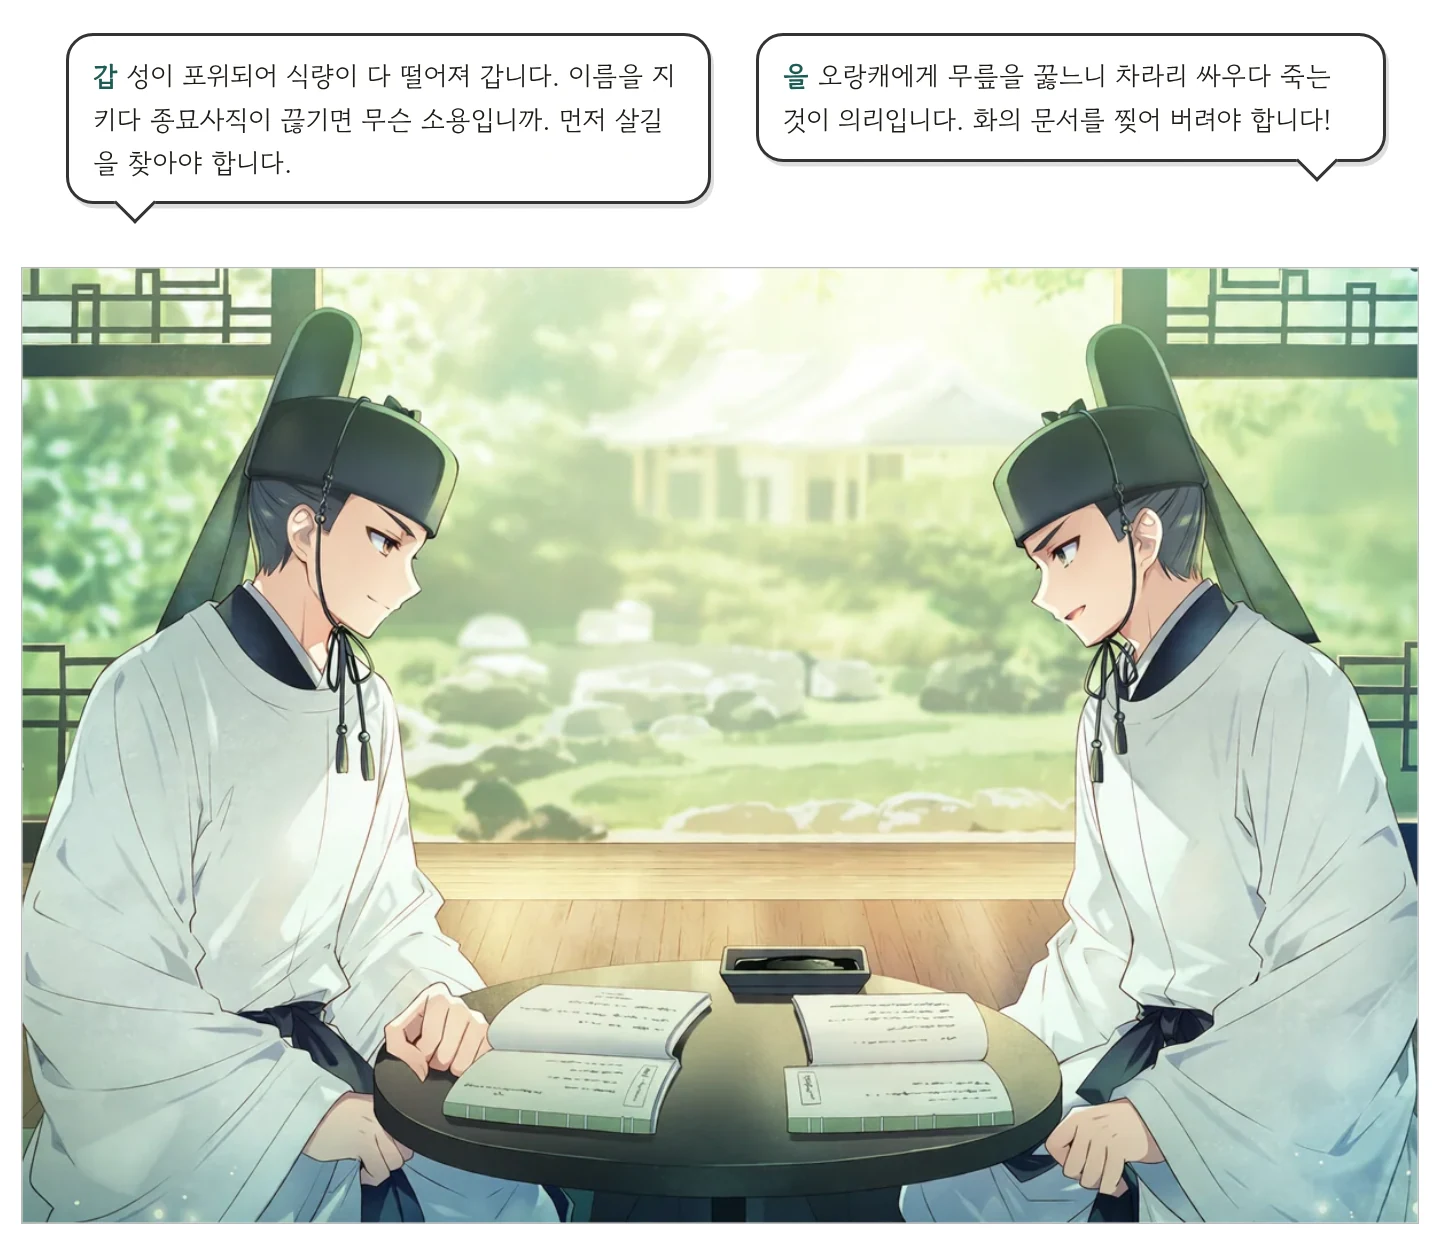 갑 성이 포위되어 식량이 다 떨어져 갑니다. 이름을 지
키다 종묘사직이 끊기면 무슨 소용입니까. 먼저 살길
을 찾아야 합니다.
을 오랑캐에게 무릎을 꿇느니 차라리 싸우다 죽는
것이 의리입니다. 화의 문서를 찢어 버려야 합니다!